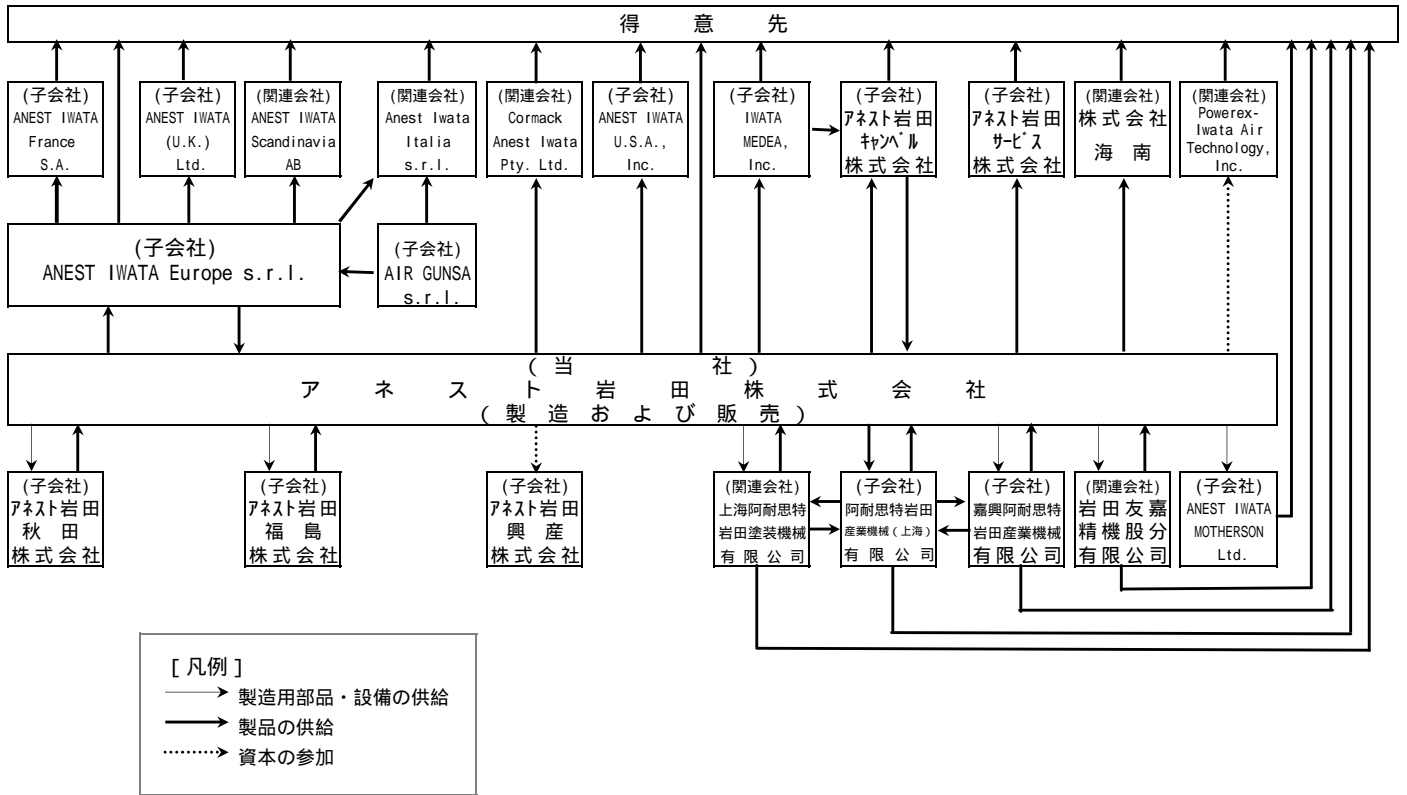 得意先
(子会社)
ANEST IWATA
France
S.A.
(子会社)
ANEST IWATA
(U.K.)
Ltd.
(関連会社)
ANEST IWATA
Scandinavia
AB
(関連会社)
Anest Iwata
Italia
s.r.l.
(関連会社)
Cormack
Anest Iwata
Pty. Ltd.
(子会社)
ANEST IWATA
U.S.A.,
Inc.
(子会社)
IWATA
MEDEA,
Inc.
(子会社)
アネスト岩田
キャンベル
株式会社
(子会社)
アネスト岩田
サービス
株式会社
(関連会社)
株式会社
海南
(関連会社)
Powerex-
Iwata Air
Technology,
Inc.
(子会社)
ANEST IWATA Europe s.r.l.
(子会社)
AIR GUNSA
s.r.l.
(当社)
アネスト岩田株式会社
(製造および販売)
(子会社)
アネスト岩田
秋田
株式会社
(子会社)
アネスト岩田
福島
株式会社
(子会社)
アネスト岩田
興産
株式会社
(関連会社)
上海阿耐思特
岩田塗装機械
有限公司
(子会社)
阿耐思特岩田
産業機械(上海)
有限公司
(子会社)
嘉興阿耐思特
岩田産業機械
有限公司
(関連会社)
岩田友嘉
精機股分
有限公司
(子会社)
ANEST IWATA
MOTHERSON
Ltd.
[凡例]
製造用部品・設備の供給
製品の供給
資本の参加